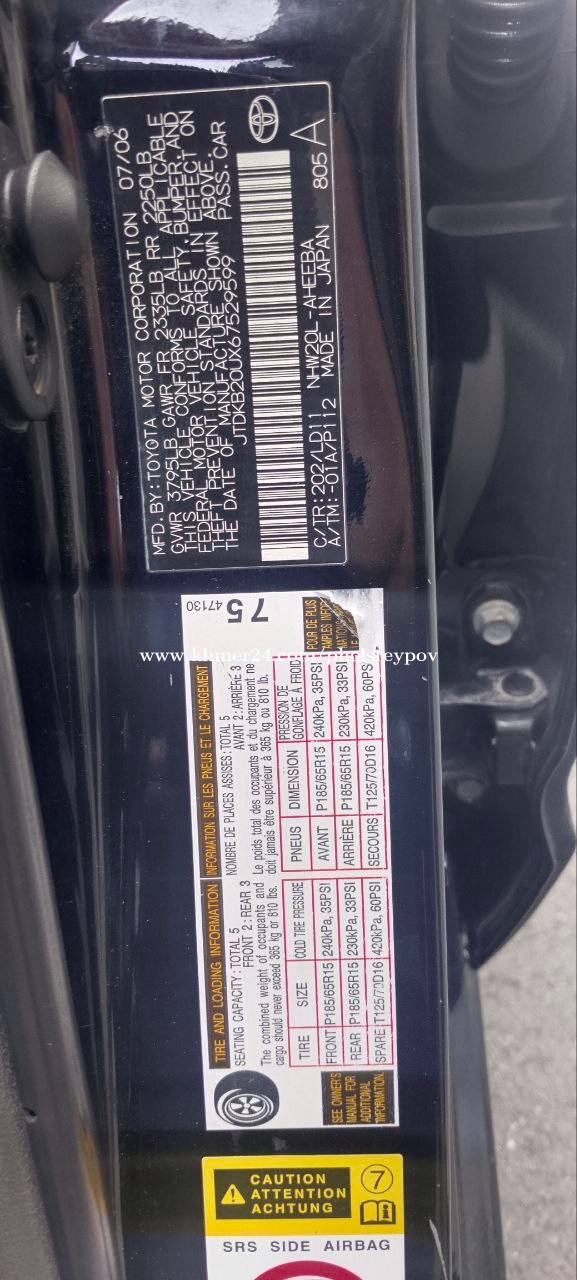 MFD. BY: TOYOTA MOTOR CORPORATION 07/06
GVWR 3795LB GAWR FR 2335LB RR 2250LB
THIS VEHICLE CONFORMS TO ALL APPLICABLE
FEDERAL MOTOR VEHICLE SAFETY, BUMPER, AND
THEFT PREVENTION STANDARDS IN EFFECT ON
THE DATE OF MANUFACTURE SHOWN ABOVE.
JTDKB20UX67529599 PASS. CAR
C/TR: 202/LD11 NHW20L-AHEEBA
A/TM: -01A/P112 MADE IN JAPAN 805 A
TIRE AND LOADING INFORMATION INFORMATION SUR LES PNEUS ET LE CHARGEMENT
SEATING CAPACITY: TOTAL 5
FRONT 2: REAR 3
The combined weight of occupants and
cargo should never exceed 365 kg or 810 lbs.
NOMBRE DE PLACES ASSISES: TOTAL 5
AVANT 2: ARRIÈRE 3
Le poids total des occupants et du chargement ne
doit jamais être supérieur à 365 kg ou 810 lb.
TIRE SIZE COLD TIRE PRESSURE
FRONT P185/65R15 240kPa, 35PSI
REAR P185/65R15 230kPa, 33PSI
SPARE T125/70D16 420kPa, 60PSI
PNEUS DIMENSION PRESSION DE GONFLAGE À FROID
AVANT P185/65R15 240kPa, 35PSI
ARRIÈRE P185/65R15 230kPa, 33PSI
SECOURS T125/70D16 420kPa, 60PS
SEE OWNER'S
MANUAL FOR
ADDITIONAL
INFORMATION.
POUR DE PLUS
47130
75
www.khmer24.com/pholsreypov
CAUTION
ATTENTION
ACHTUNG
7
SRS SIDE AIRBAG